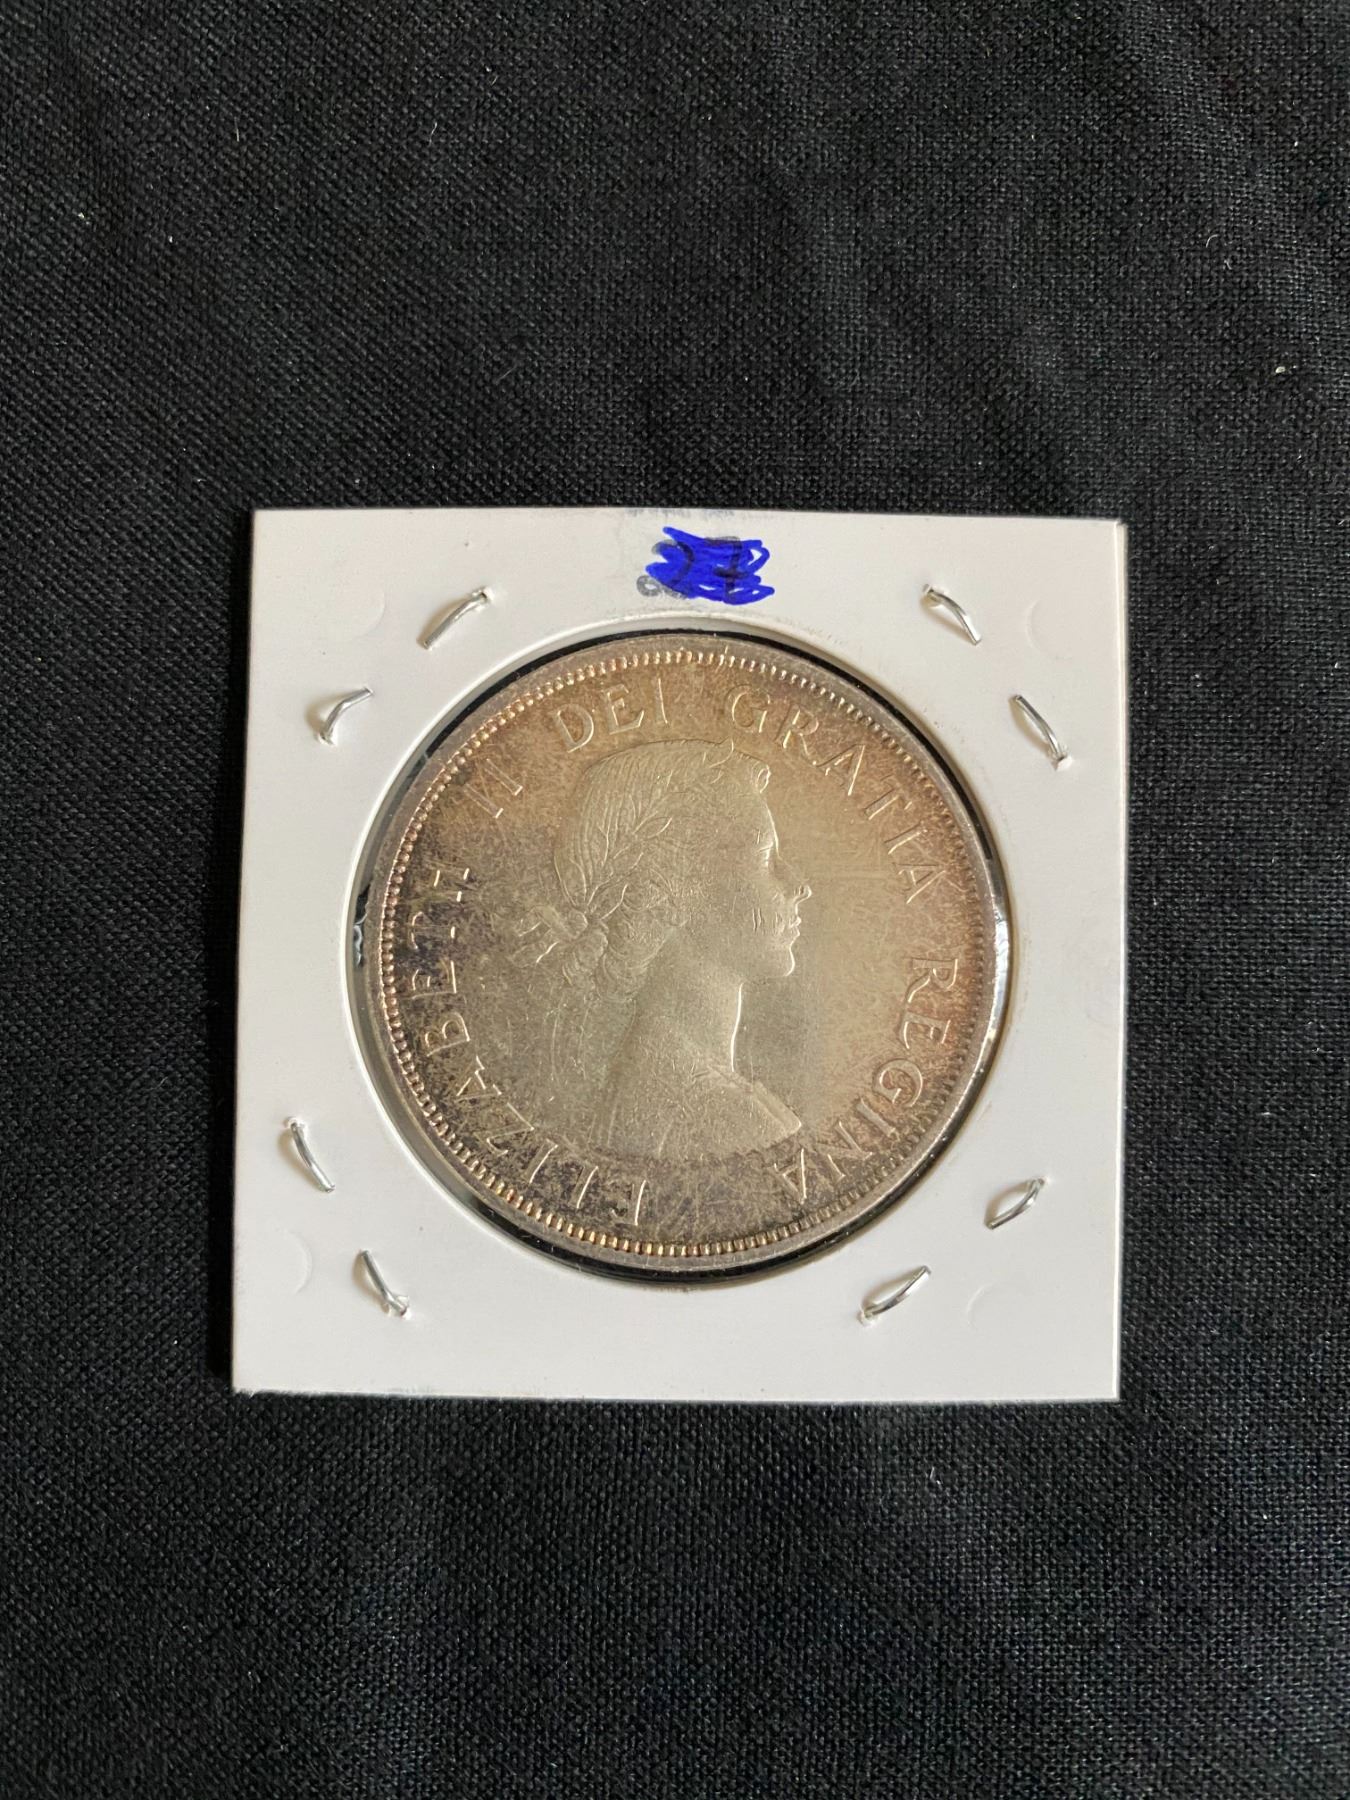 ELIZABETH II DEI GRATIA REGINA